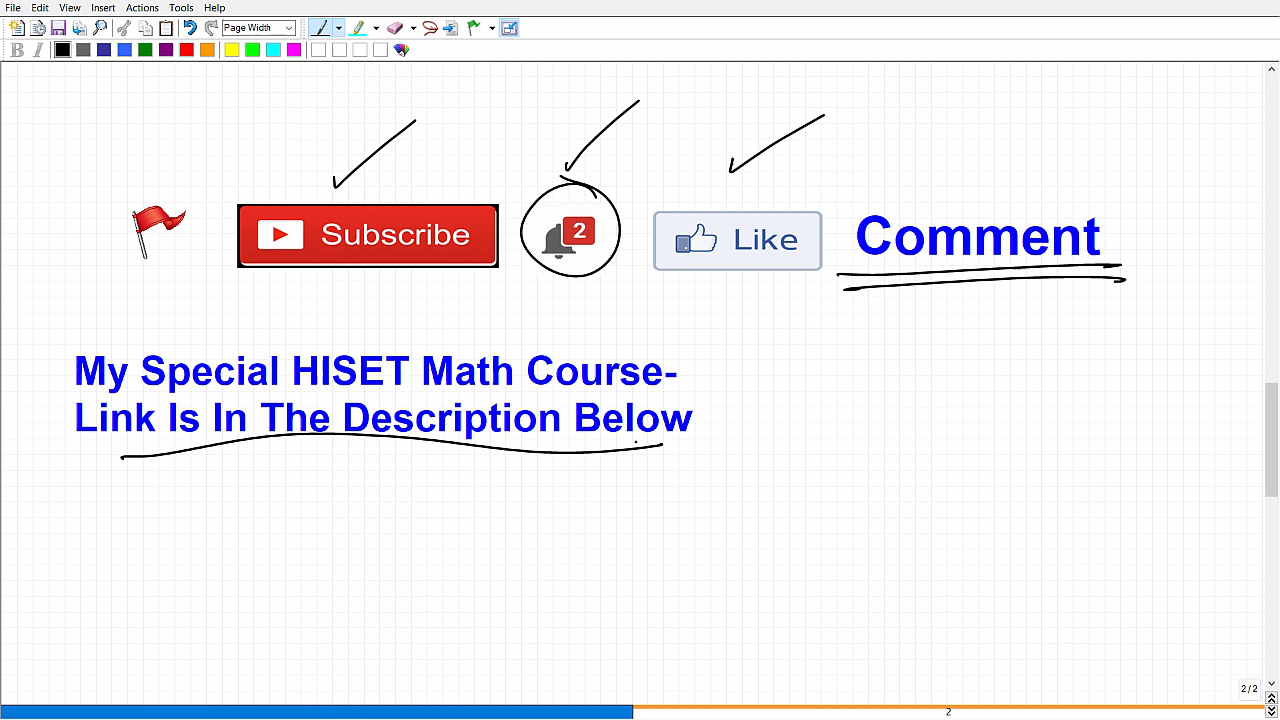 File Edit View Insert Actions Tools Help
Page Width
B I
Subscribe 2 Like Comment
My Special HISET Math Course-
Link Is In The Description Below
2 / 2
2